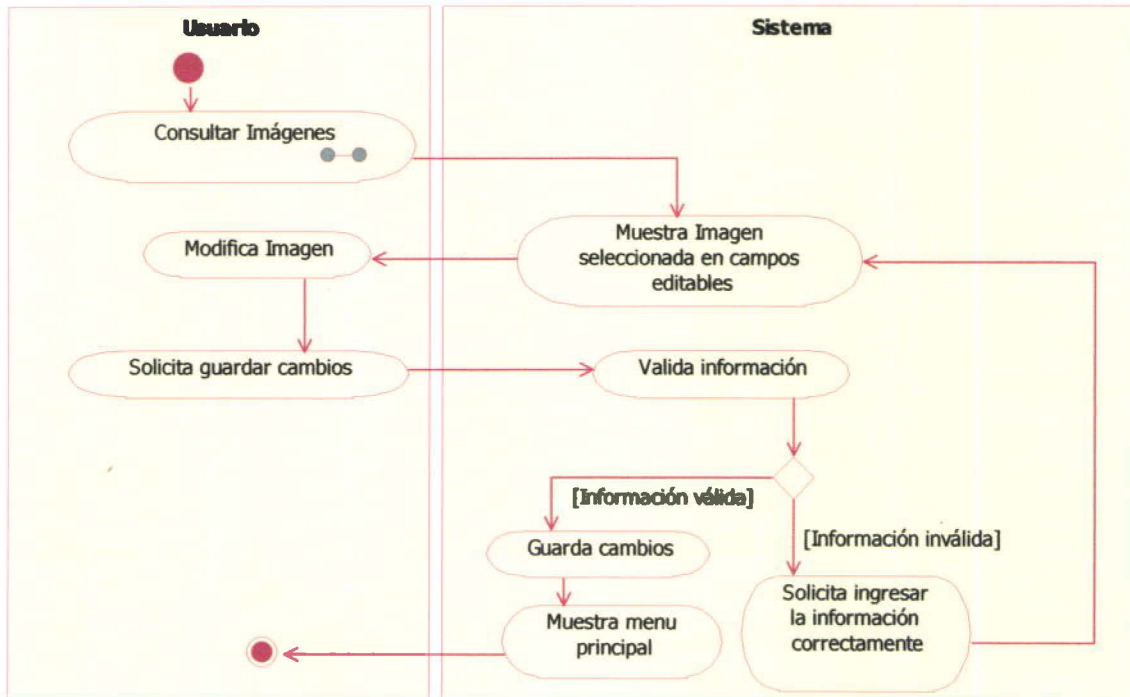 Usuario
Sistema
Consultar Imágenes
Modifica Imagen
Muestra Imagen
seleccionada en campos
editables
Solicita guardar cambios
Valida información
[Información válida]
[Información inválida]
Guarda cambios
Solicita ingresar
la información
correctamente
Muestra menu
principal